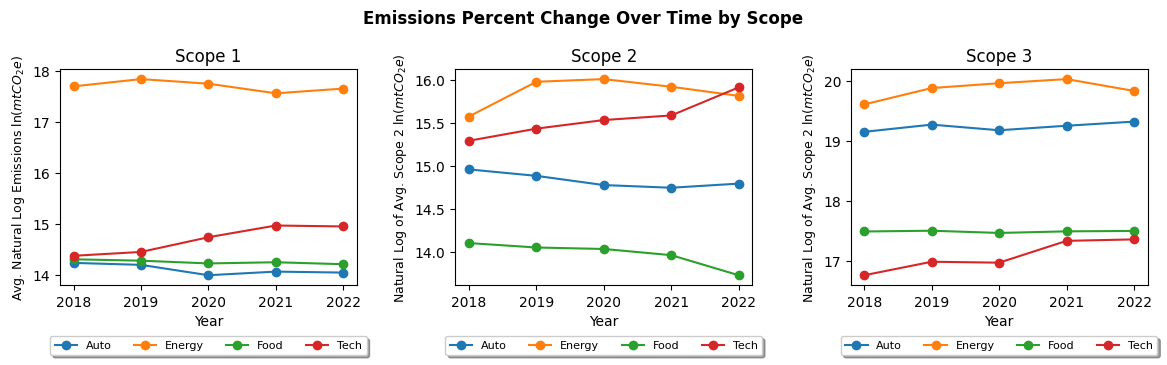 Emissions Percent Change Over Time by Scope
Scope 1
Avg. Natural Log Emissions ln(mtCO₂e)
18
17
16
15
14
2018 2019 2020 2021 2022
Year
Auto Energy Food Tech
Scope 2
Natural Log of Avg. Scope 2 ln(mtCO₂e)
16.0
15.5
15.0
14.5
14.0
2018 2019 2020 2021 2022
Year
Auto Energy Food Tech
Scope 3
Natural Log of Avg. Scope 2 ln(mtCO₂e)
20
19
18
17
2018 2019 2020 2021 2022
Year
Auto Energy Food Tech